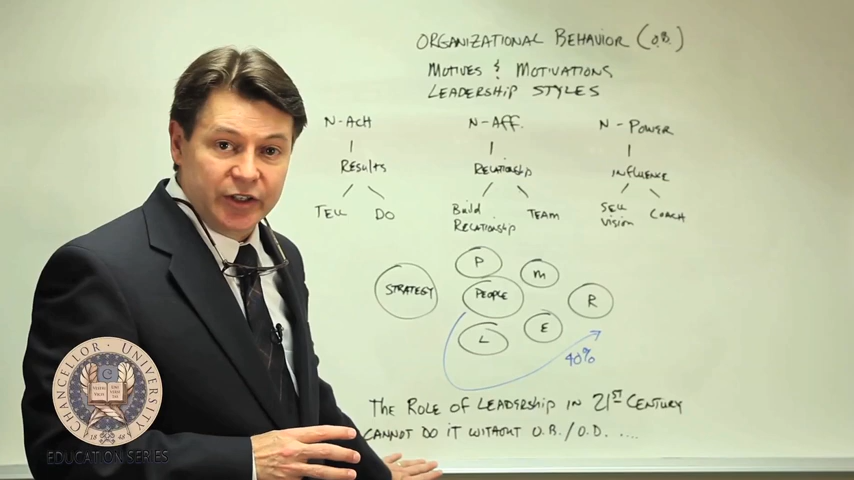 ORGANIZATIONAL BEHAVIOR (O.B.)
MOTIVES & MOTIVATIONS
LEADERSHIP STYLES
N-ACH N-AFF. N-POWER
RESULTS RELATIONSHIP INFLUENCE
TELL DO Build RELATIONSHIP TEAM SELL VISION COACH
P
M
STRATEGY PEOPLE R
L E
40%
THE ROLE OF LEADERSHIP IN 21ST CENTURY
CANNOT DO IT WITHOUT O.B./O.D. ....
CHANCELLOR UNIVERSITY
1848
EDUCATION SERIES